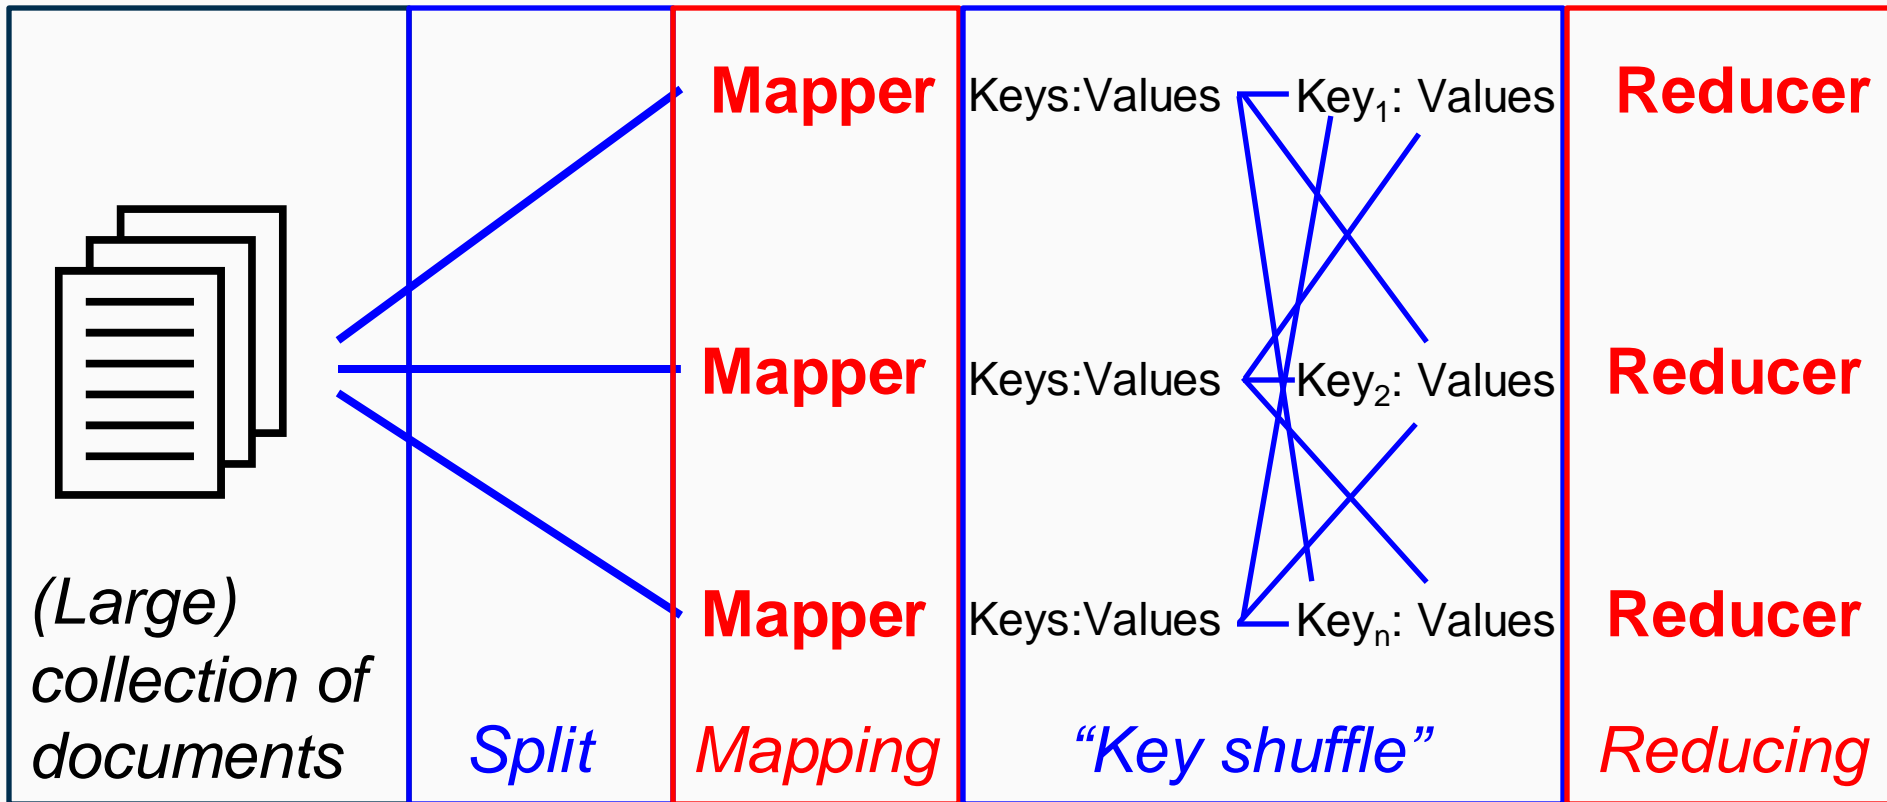 Mapper Keys:Values Key₁: Values Reducer
Mapper Keys:Values Key₂: Values Reducer
Mapper Keys:Values Keyₙ: Values Reducer
(Large)
collection of
documents
Split
Mapping
“Key shuffle”
Reducing